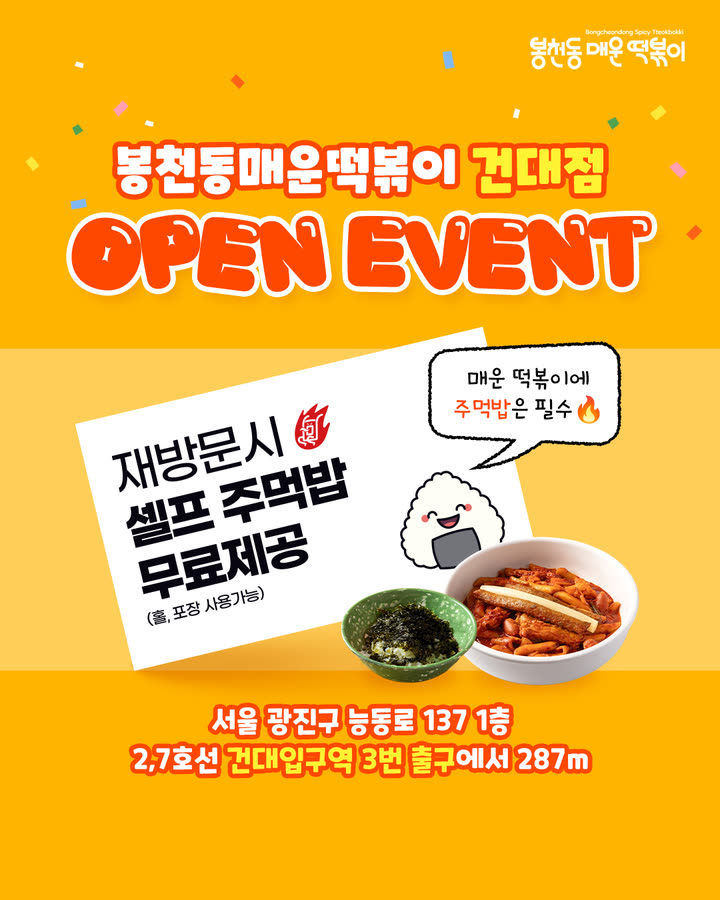 Bongcheondong Spicy Tteokbokki
봉천동 매운 떡볶이
봉천동매운떡볶이 건대점
OPEN EVENT
매운 떡볶이에
주먹밥은 필수
재방문시
셀프 주먹밥
무료제공
(홀, 포장 사용가능)
서울 광진구 능동로 137 1층
2,7호선 건대입구역 3번 출구에서 287m